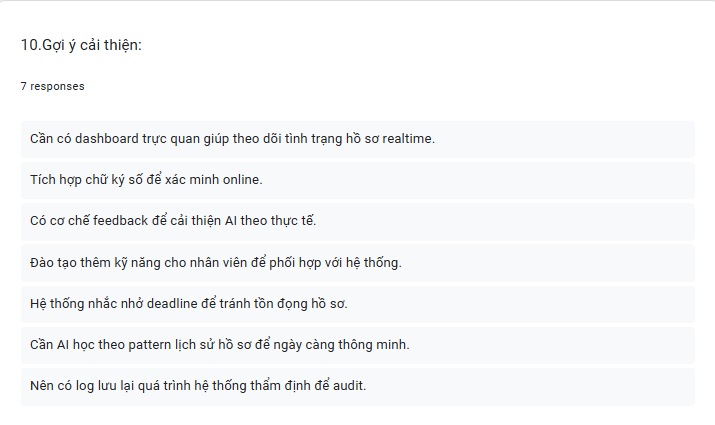 10.Gợi ý cải thiện:
7 responses
Cần có dashboard trực quan giúp theo dõi tình trạng hồ sơ realtime.
Tích hợp chữ ký số để xác minh online.
Có cơ chế feedback để cải thiện AI theo thực tế.
Đào tạo thêm kỹ năng cho nhân viên để phối hợp với hệ thống.
Hệ thống nhắc nhở deadline để tránh tồn đọng hồ sơ.
Cần AI học theo pattern lịch sử hồ sơ để ngày càng thông minh.
Nên có log lưu lại quá trình hệ thống thẩm định để audit.